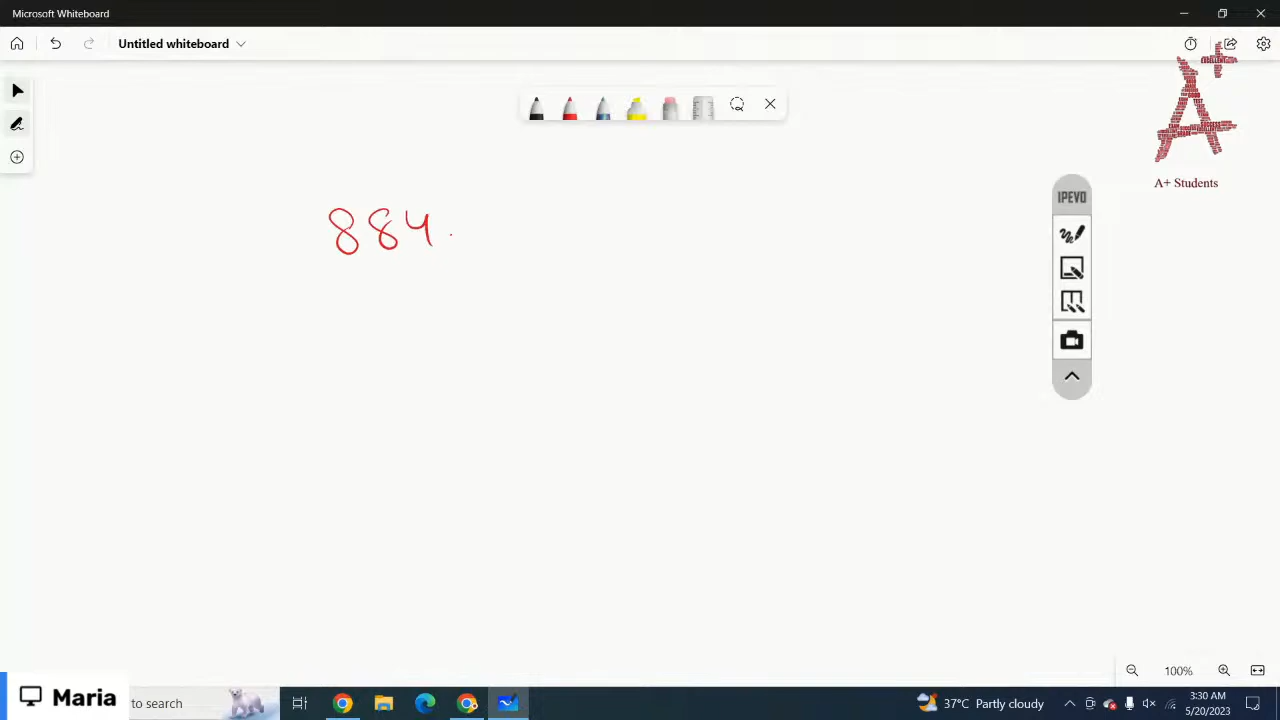 Microsoft Whiteboard
Untitled whiteboard
A+ Students
IPEVO
884.
100%
Maria
to search
37°C Partly cloudy
3:30 AM
5/20/2023